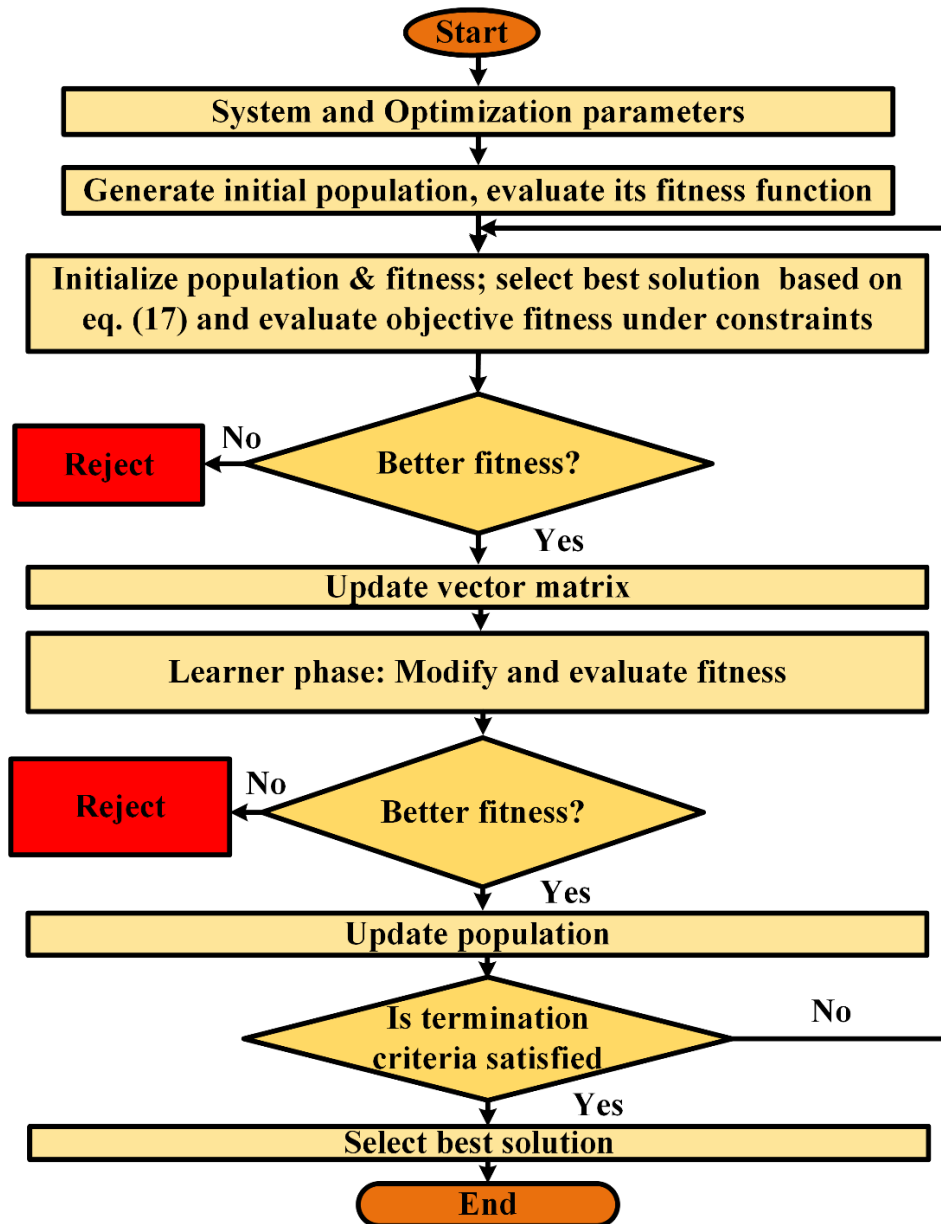 Start
System and Optimization parameters
Generate initial population, evaluate its fitness function
Initialize population & fitness; select best solution based on
eq. (17) and evaluate objective fitness under constraints
No
Reject
Better fitness?
Yes
Update vector matrix
Learner phase: Modify and evaluate fitness
No
Reject
Better fitness?
Yes
Update population
Is termination
criteria satisfied
No
Yes
Select best solution
End